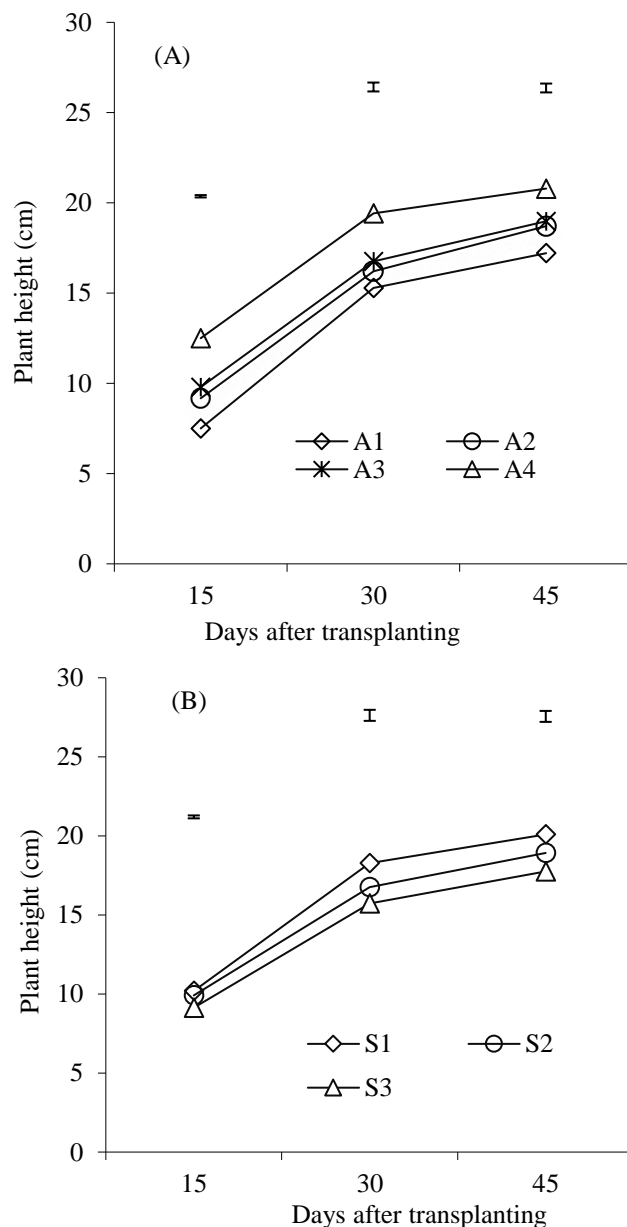 30
(A)
25
20
15
10
5
0
Plant height (cm)
A1 A2
A3 A4
15 30 45
Days after transplanting
30
(B)
25
20
15
10
5
0
Plant height (cm)
S1 S2
S3
15 30 45
Days after transplanting